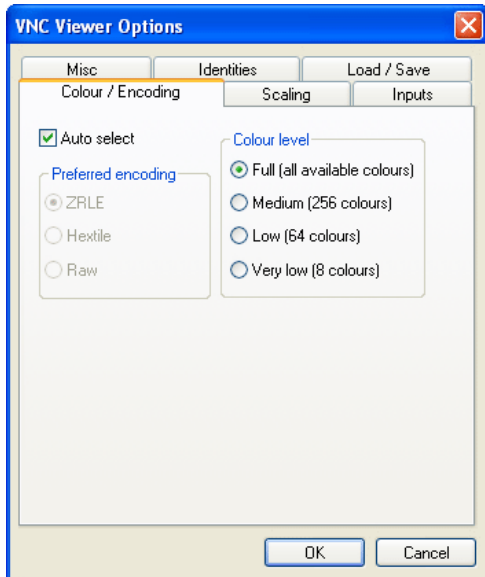 VNC Viewer Options
Misc Identities Load / Save
Colour / Encoding Scaling Inputs
Auto select
Preferred encoding
ZRLE
Hextile
Raw
Colour level
Full (all available colours)
Medium (256 colours)
Low (64 colours)
Very low (8 colours)
OK Cancel